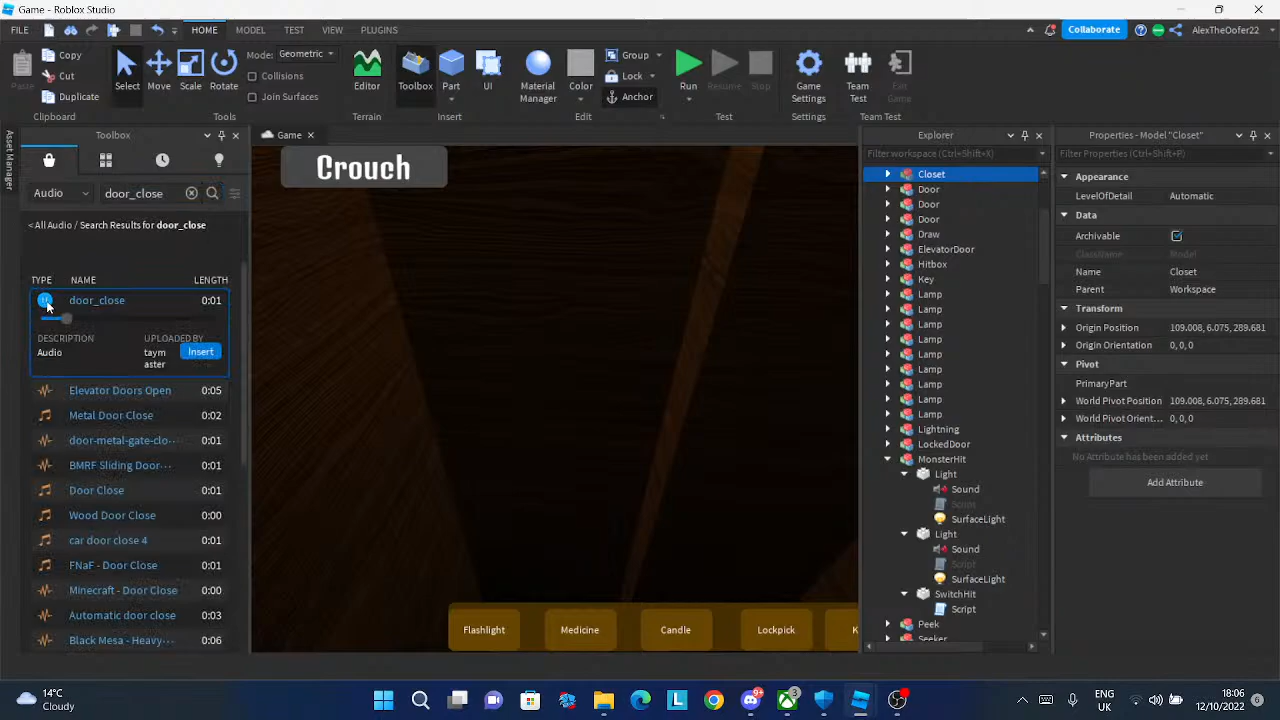 Game - Roblox Studio
FILE HOME MODEL TEST VIEW PLUGINS
Collaborate AlexTheOofer22
Paste Copy Cut Duplicate Clipboard
Select Move Scale Rotate Mode: Geometric Collisions Join Surfaces Tools
Editor Terrain
Toolbox Part UI Insert
Material Manager Color Group Lock Anchor Edit
Run Resume Stop Test
Game Settings Settings
Team Test Exit Game Team Test
Asset Manager
Toolbox
Audio door_close
< All Audio / Search Results for door_close
TYPE NAME LENGTH
door_close 0:01
DESCRIPTION UPLOADED BY
Audio taym aster Insert
Elevator Doors Open 0:05
Metal Door Close 0:02
door-metal-gate-clo··· 0:01
BMRF Sliding Door··· 0:01
Door Close 0:01
Wood Door Close 0:00
car door close 4 0:01
FNaF - Door Close 0:01
Minecraft - Door Close 0:00
Automatic door close 0:03
Black Mesa - Heavy··· 0:06
Game
Crouch
Flashlight Medicine Candle Lockpick K
Explorer
Filter workspace (Ctrl+Shift+X)
Closet
Door
Door
Door
Draw
ElevatorDoor
Hitbox
Key
Lamp
Lamp
Lamp
Lamp
Lamp
Lamp
Lamp
Lamp
Lamp
Lightning
LockedDoor
MonsterHit
Light
Sound
Script
SurfaceLight
Light
Sound
Script
SurfaceLight
SwitchHit
Script
Peek
Seeker
Properties - Model "Closet"
Filter Properties (Ctrl+Shift+P)
Appearance
LevelOfDetail Automatic
Data
Archivable
ClassName Model
Name Closet
Parent Workspace
Transform
Origin Position 109.008, 6.075, 289.681
Origin Orientation 0, 0, 0
Pivot
PrimaryPart
World Pivot Position 109.008, 6.075, 289.681
World Pivot Orient... 0, 0, 0
Attributes
No Attribute has been added yet
Add Attribute
14°C
Cloudy
9+
3
ENG
UK
18:06
12/10/2022
6